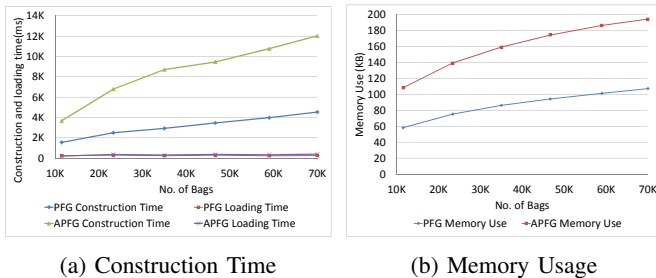 Construction and loading time(ms)
14K
12K
10K
8K
6K
4K
2K
0
10K 20K 30K 40K 50K 60K 70K
No. of Bags
PFG Construction Time PFG Loading Time
APFG Construction Time APFG Loading Time
(a) Construction Time
Memory Use (KB)
200
180
160
140
120
100
80
60
40
20
0
10K 20K 30K 40K 50K 60K 70K
No. of Bags
PFG Memory Use APFG Memory Use
(b) Memory Usage